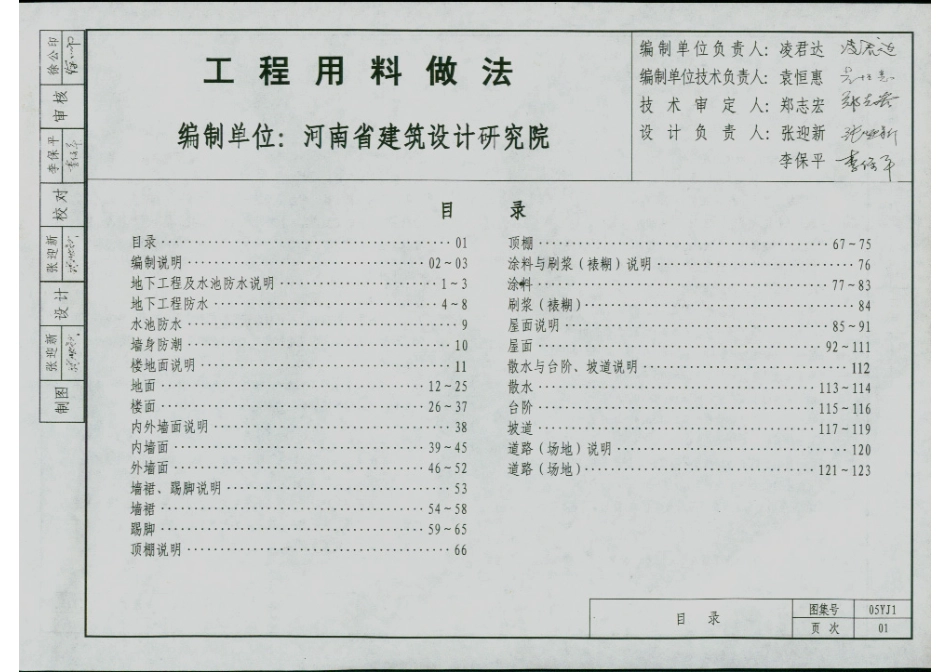 工程用料做法
编制单位：河南省建筑设计研究院
编制单位负责人：凌君达
编制单位技术负责人：袁恒惠
技术审定人：郑志宏
设计负责人：张迎新
李保平
目 录
目录 01
编制说明 02~03
地下工程及水池防水说明 1~3
地下工程防水 4~8
水池防水 9
墙身防潮 10
楼地面说明 11
地面 12~25
楼面 26~37
内外墙面说明 38
内墙面 39~45
外墙面 46~52
墙裙、踢脚说明 53
墙裙 54~58
踢脚 59~65
顶棚说明 66
顶棚 67~75
涂料与刷浆（裱糊）说明 76
涂料 77~83
刷浆（裱糊） 84
屋面说明 85~91
屋面 92~111
散水与台阶、坡道说明 112
散水 113~114
台阶 115~116
坡道 117~119
道路（场地）说明 120
道路（场地） 121~123
审核 徐公印
校对 李保平
设计 张迎新
制图 张迎新
目 录
图集号 05YJ1
页次 01